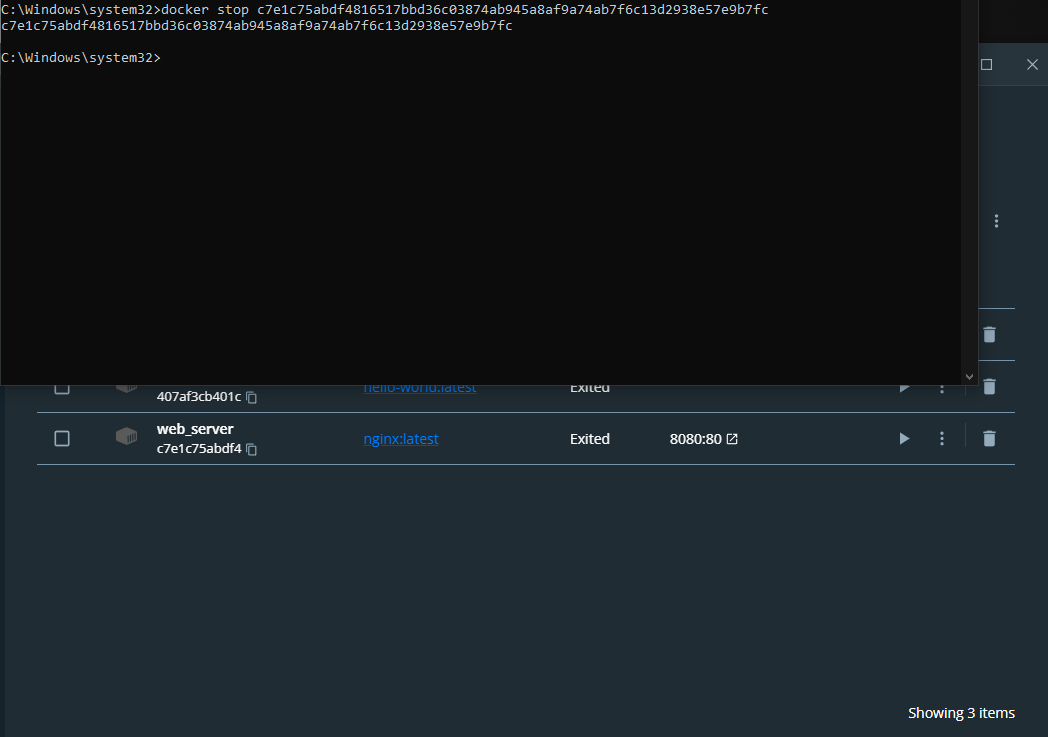 C:\Windows\system32>docker stop c7e1c75abdf4816517bbd36c03874ab945a8af9a74ab7f6c13d2938e57e9b7fc
c7e1c75abdf4816517bbd36c03874ab945a8af9a74ab7f6c13d2938e57e9b7fc
C:\Windows\system32>
hello-world:latest Exited
407af3cb401c
web_server
c7e1c75abdf4
nginx:latest Exited 8080:80
Showing 3 items